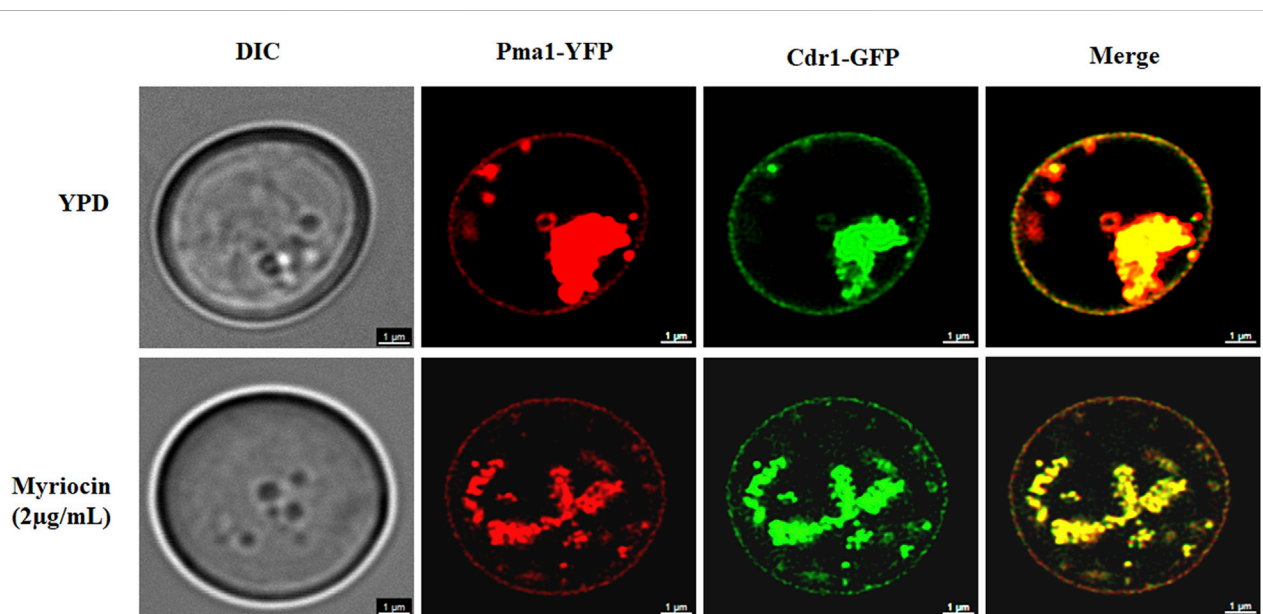 DIC Pma1-YFP Cdr1-GFP Merge
YPD
1 µm 1 µm 1 µm 1 µm
Myriocin
(2µg/mL)
1 µm 1 µm 1 µm 1 µm